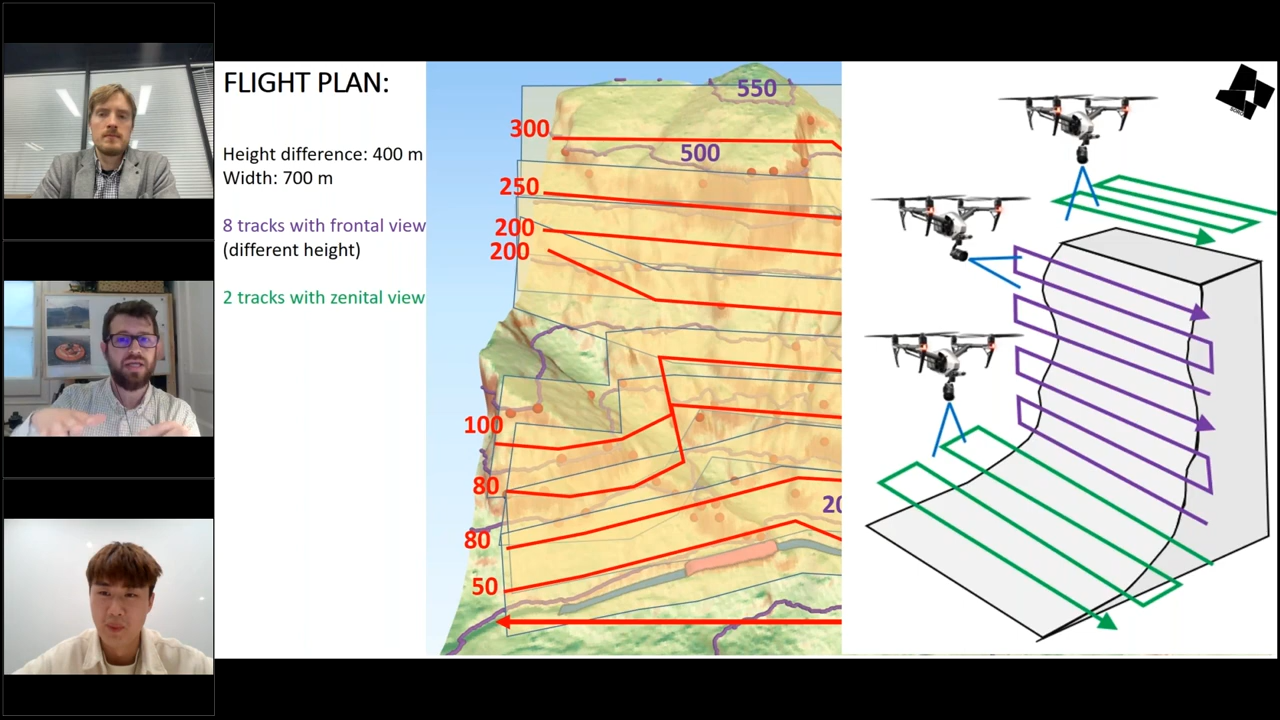 FLIGHT PLAN:
Height difference: 400 m
Width: 700 m
8 tracks with frontal view
(different height)
2 tracks with zenital view
550
300
500
250
200
200
100
80
80
20
50